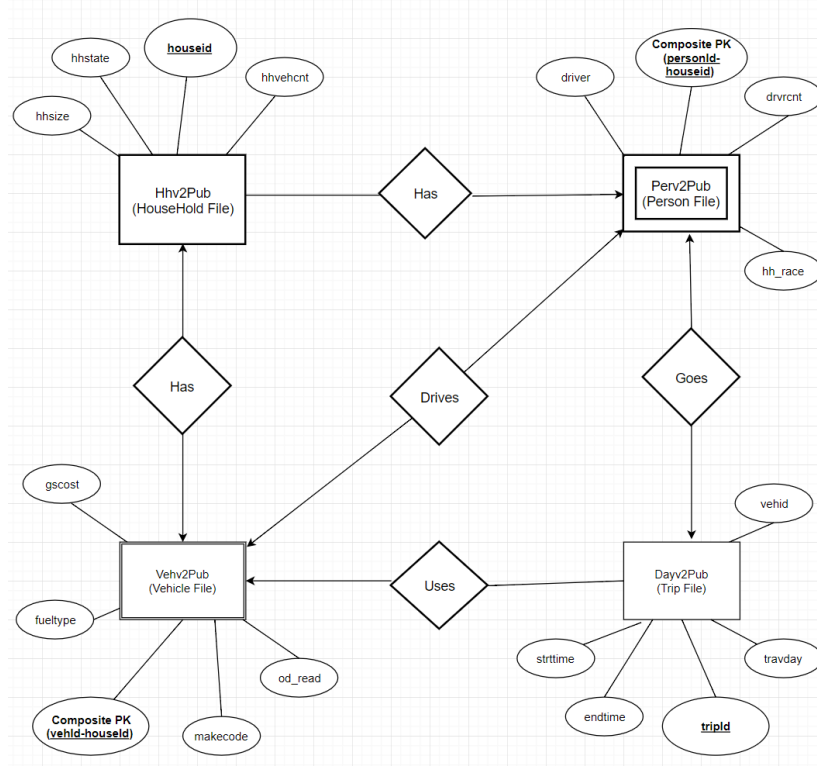 houseid
hhstate
hhvehcnt
hhsize
Hhv2Pub
(HouseHold File)
Has
Composite PK
(personId-
houseid)
driver
drvrcnt
Perv2Pub
(Person File)
hh_race
Has
Drives
Goes
gscost
Vehv2Pub
(Vehicle File)
fueltype
Composite PK
(vehId-houseId)
makecode
od_read
Uses
vehid
Dayv2Pub
(Trip File)
strttime
endtime
tripId
travday